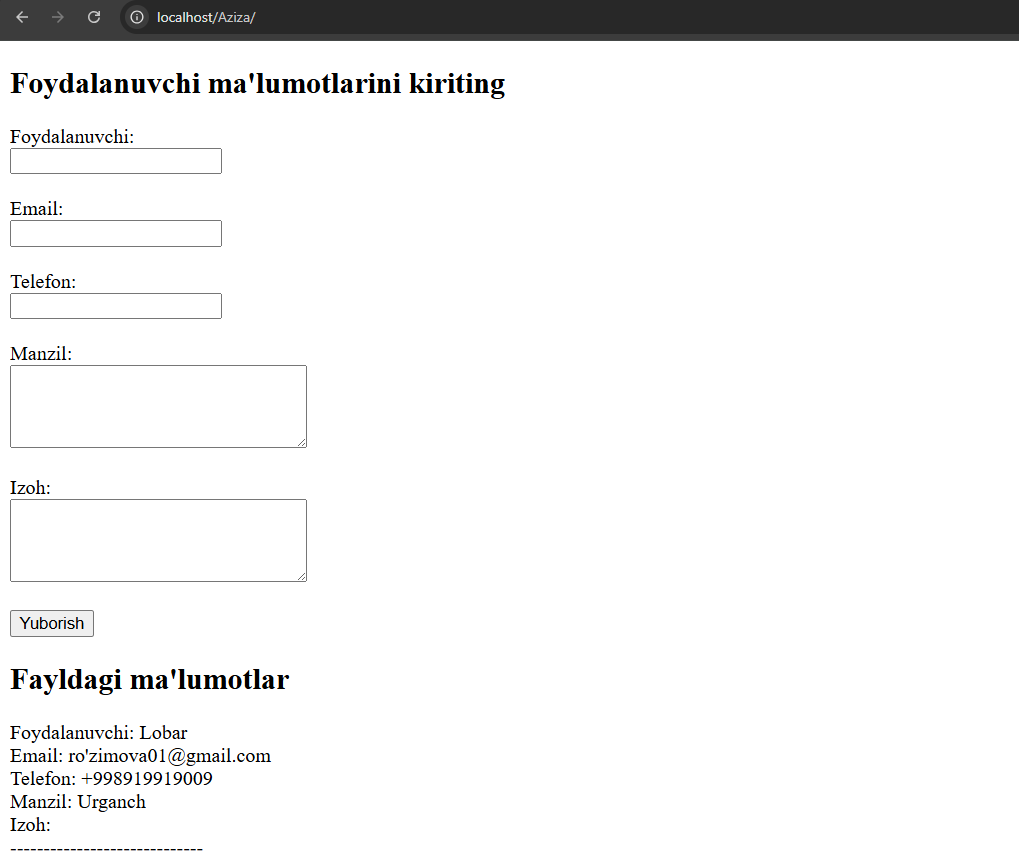 localhost/Aziza/
Foydalanuvchi ma'lumotlarini kiriting
Foydalanuvchi:
Email:
Telefon:
Manzil:
Izoh:
Yuborish
Fayldagi ma'lumotlar
Foydalanuvchi: Lobar
Email: ro'zimova01@gmail.com
Telefon: +998919919009
Manzil: Urganch
Izoh:
-----------------------------